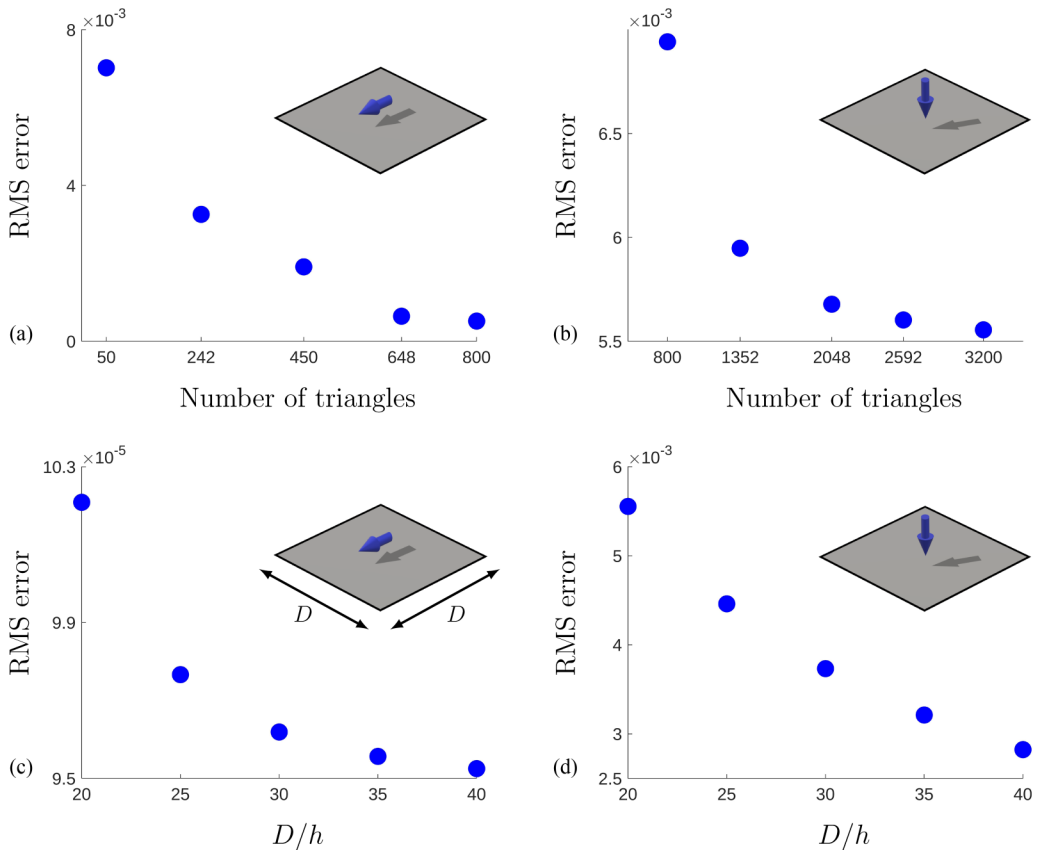 ×10-3
8
4
0
RMS error
50 242 450 648 800
Number of triangles
(a)
×10-3
6.5
6
5.5
RMS error
800 1352 2048 2592 3200
Number of triangles
(b)
×10-5
10.3
9.9
9.5
RMS error
D D
20 25 30 35 40
D/h
(c)
×10-3
6
5
4
3
2.5
RMS error
20 25 30 35 40
D/h
(d)